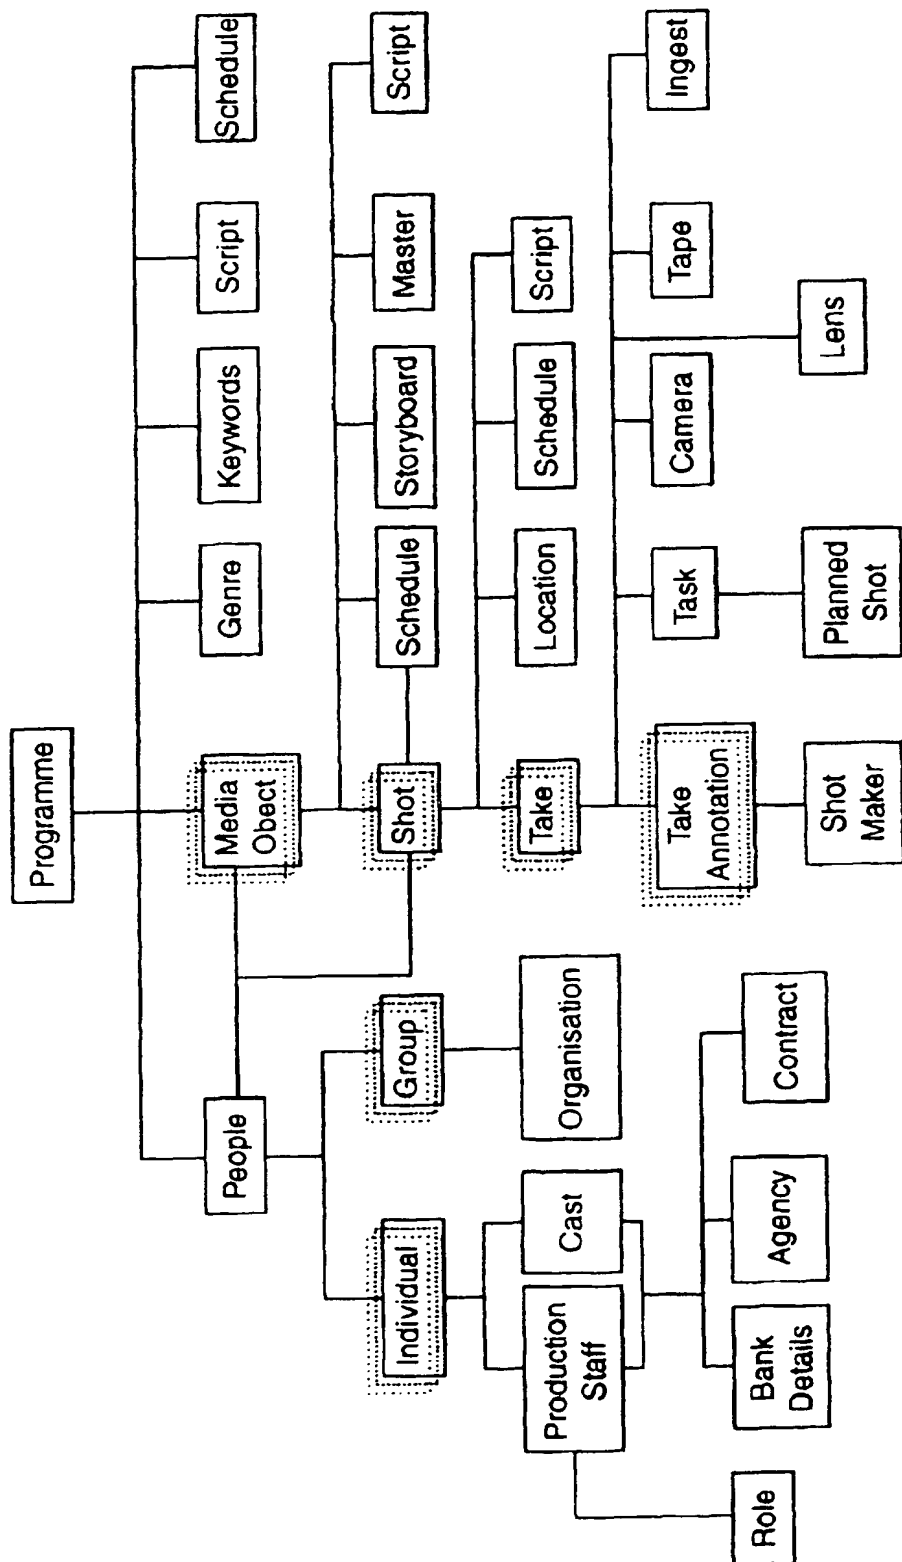 Programme
People
Media
Obect
Genre
Keywords
Script
Schedule
Individual
Group
Shot
Schedule
Storyboard
Master
Script
Production
Staff
Cast
Organisation
Take
Location
Schedule
Script
Role
Bank
Details
Agency
Contract
Take
Annotation
Task
Camera
Tape
Ingest
Shot
Maker
Planned
Shot
Lens